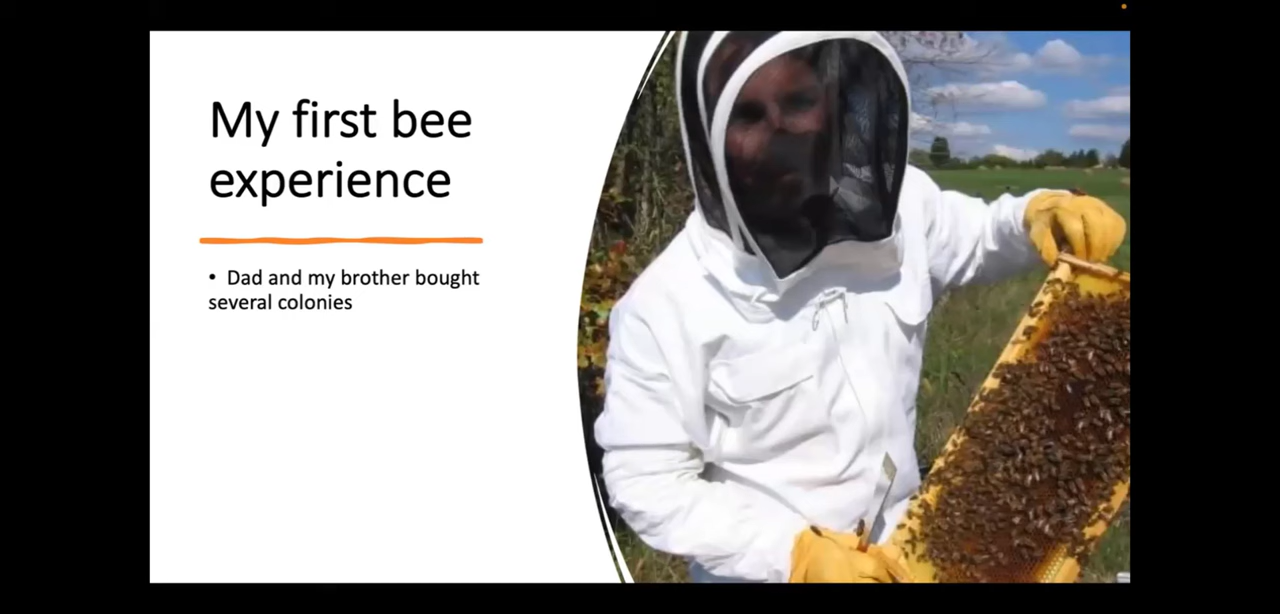 My first bee
experience
• Dad and my brother bought
several colonies